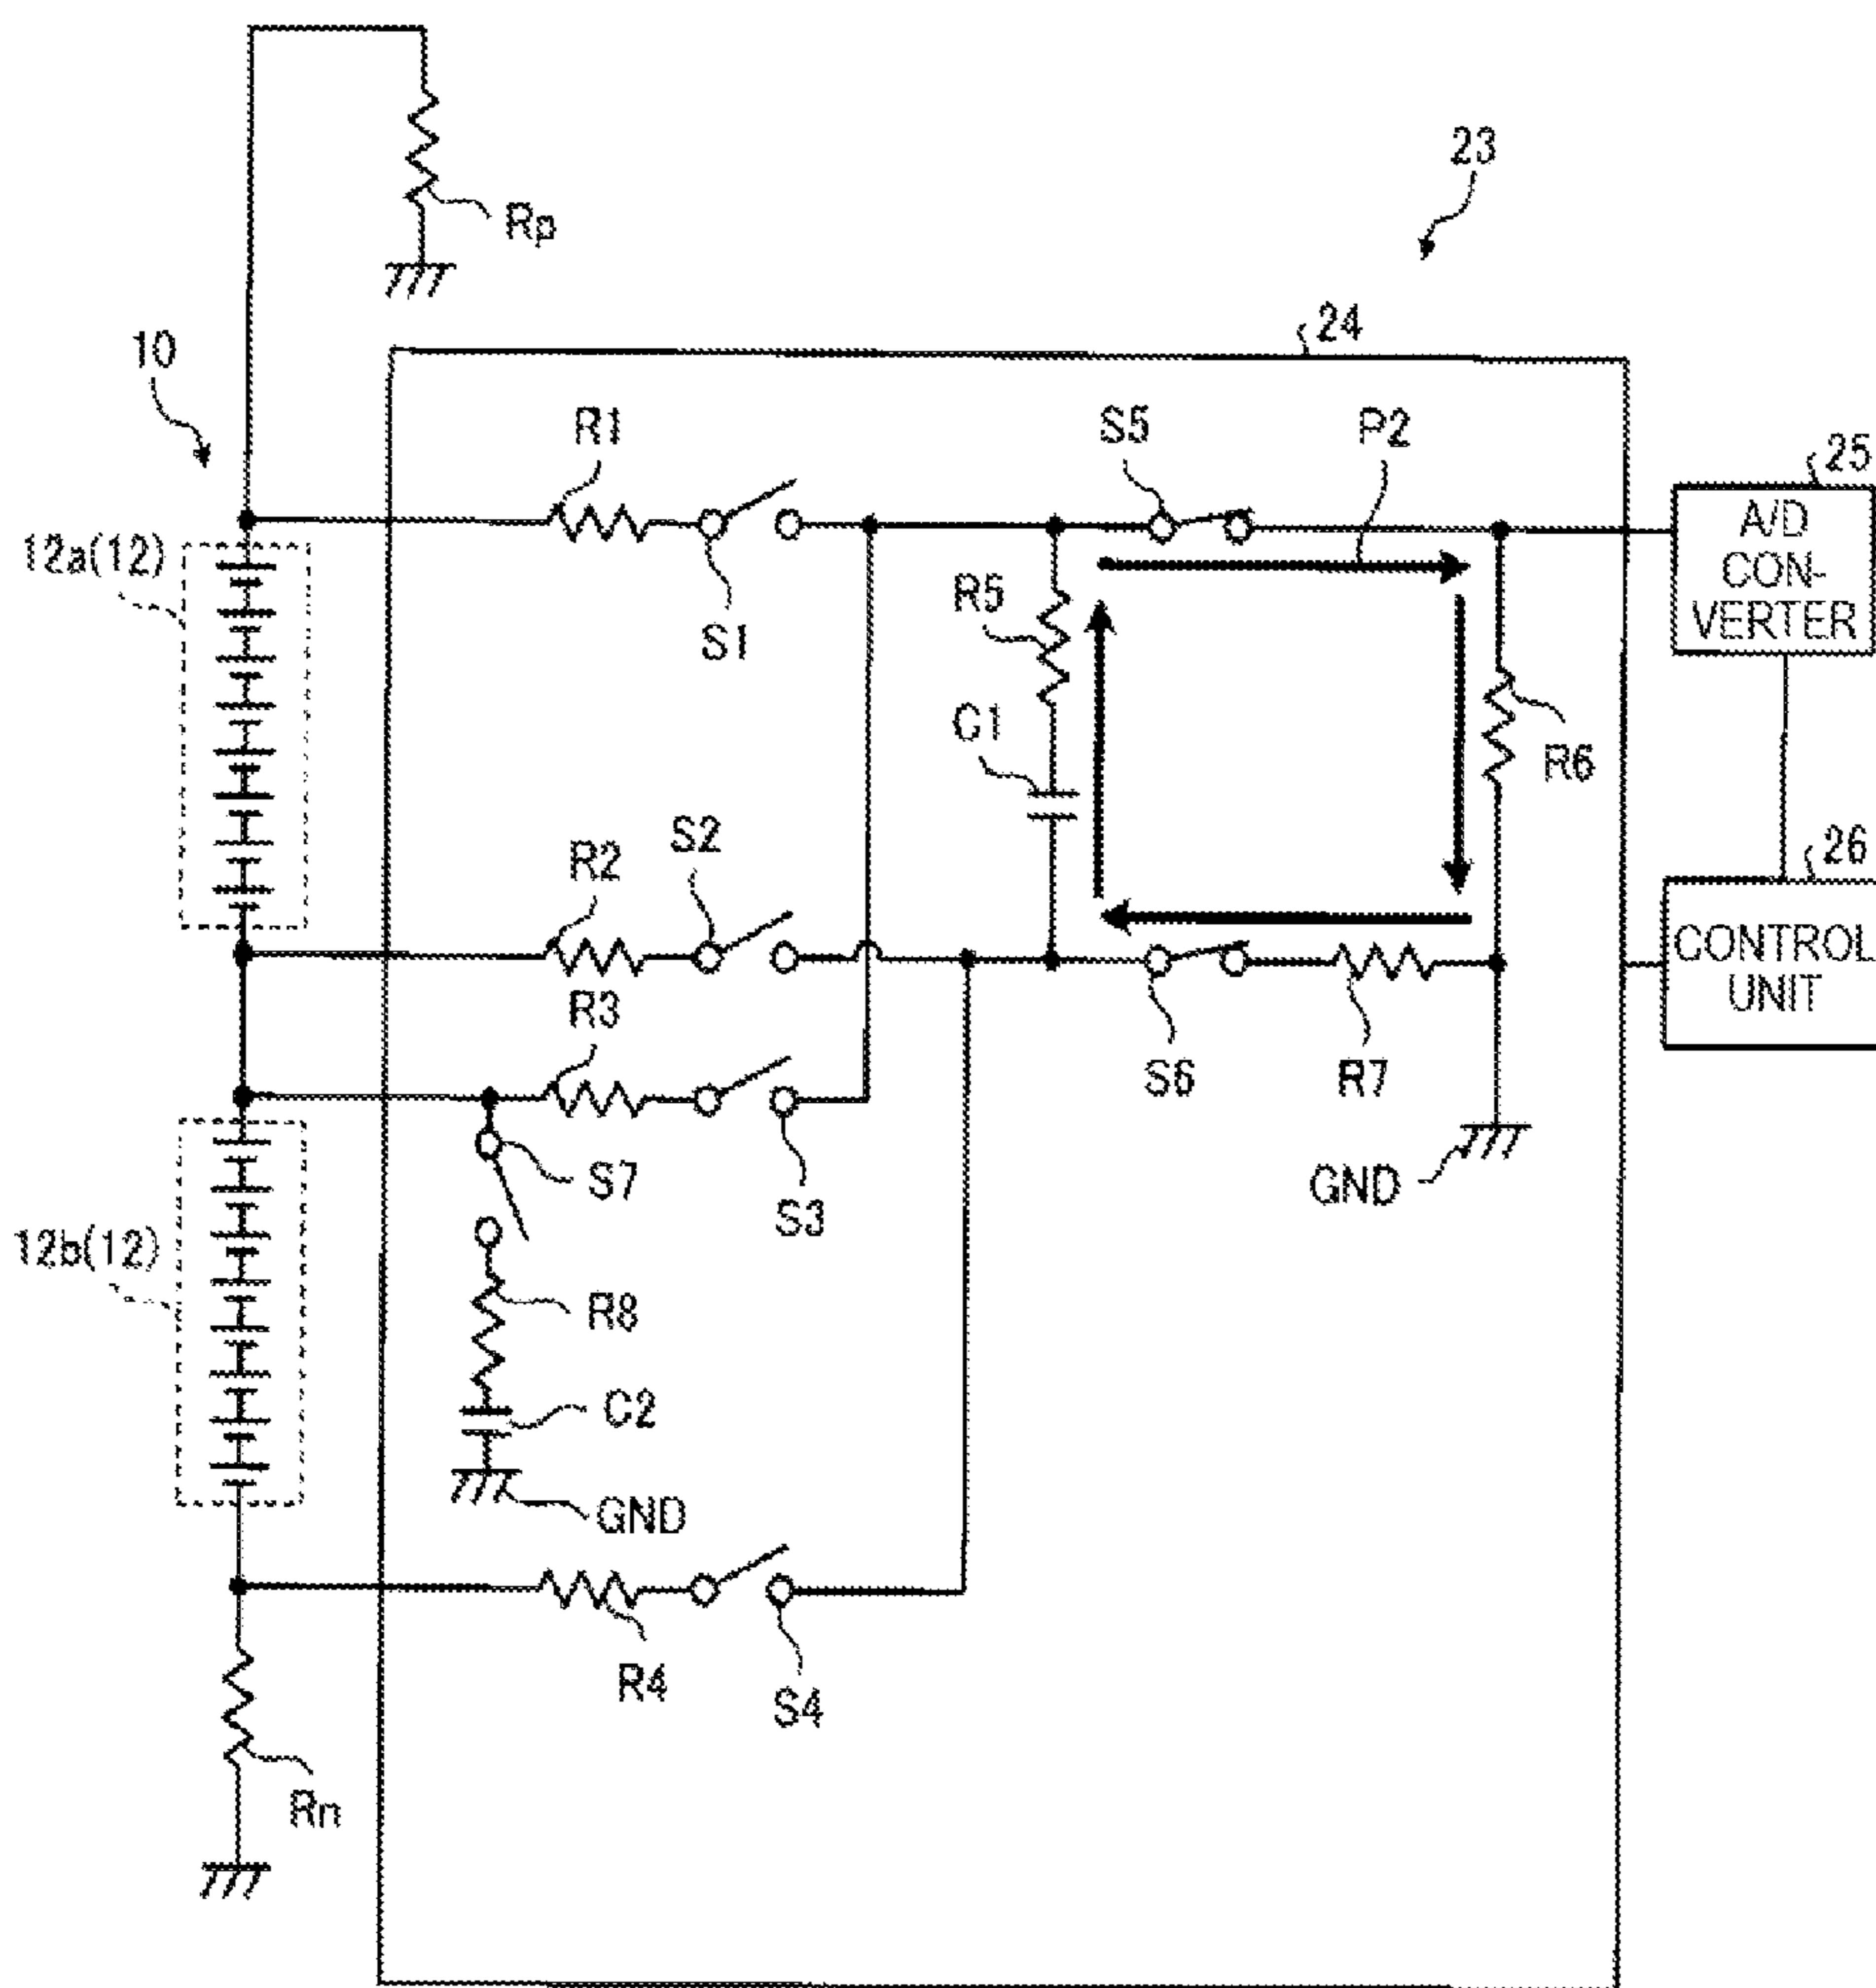 Rp
23
24
10
R1
S5
P2
25
A/D
CON-
VERTER
12a(12)
S1
R5
C1
R6
R2
S2
26
CONTROL
UNIT
R3
S6
R7
S7
S3
GND
12b(12)
R8
C2
GND
R4
S4
Rn